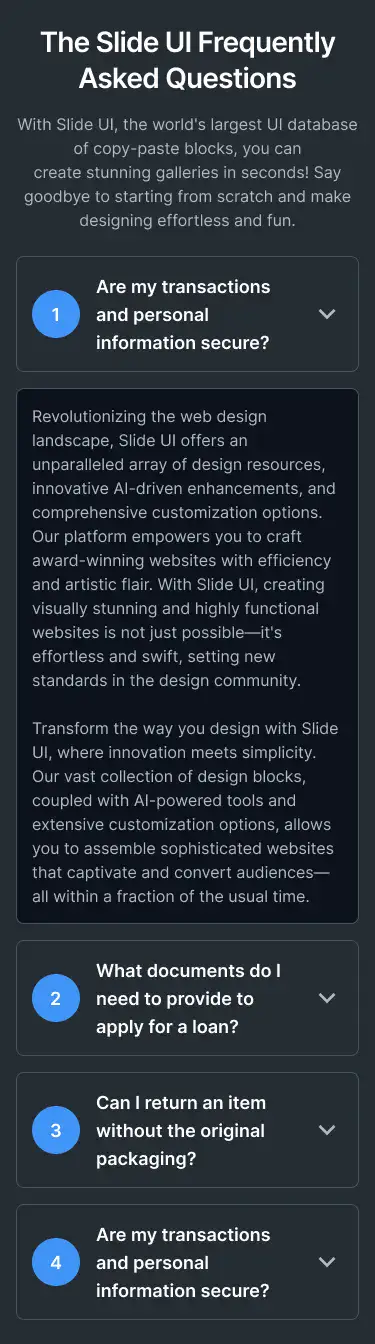 The Slide UI Frequently
Asked Questions
With Slide UI, the world's largest UI database
of copy-paste blocks, you can
create stunning galleries in seconds! Say
goodbye to starting from scratch and make
designing effortless and fun.
1
Are my transactions
and personal
information secure?
Revolutionizing the web design
landscape, Slide UI offers an
unparalleled array of design resources,
innovative AI-driven enhancements, and
comprehensive customization options.
Our platform empowers you to craft
award-winning websites with efficiency
and artistic flair. With Slide UI, creating
visually stunning and highly functional
websites is not just possible—it's
effortless and swift, setting new
standards in the design community.
Transform the way you design with Slide
UI, where innovation meets simplicity.
Our vast collection of design blocks,
coupled with AI-powered tools and
extensive customization options, allows
you to assemble sophisticated websites
that captivate and convert audiences—
all within a fraction of the usual time.
2
What documents do I
need to provide to
apply for a loan?
3
Can I return an item
without the original
packaging?
4
Are my transactions
and personal
information secure?